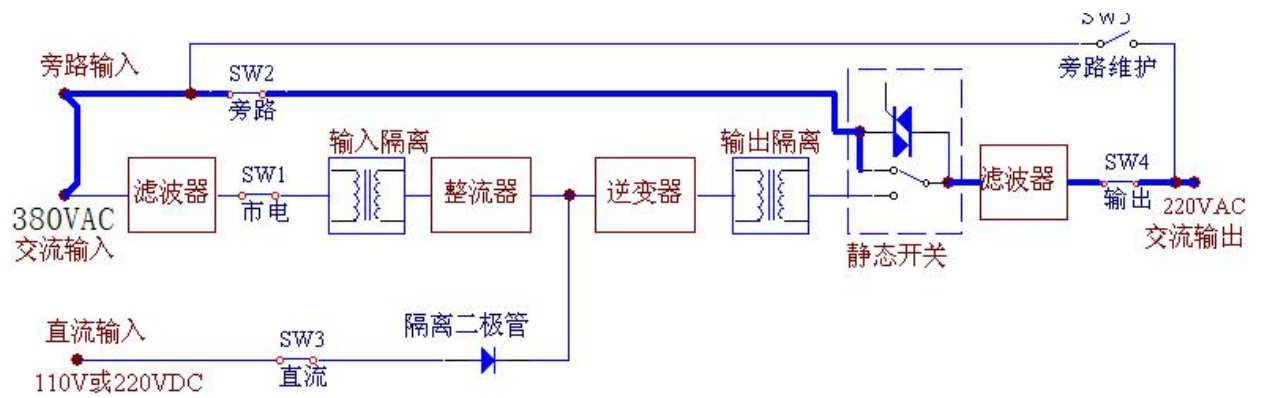 SW5
旁路输入
SW2
旁路
旁路维护
输入隔离
输出隔离
滤波器
SW1
市电
整流器
逆变器
滤波器
SW4
输出
380VAC
交流输入
220VAC
交流输出
静态开关
直流输入
SW3
直流
隔离二极管
110V或220VDC